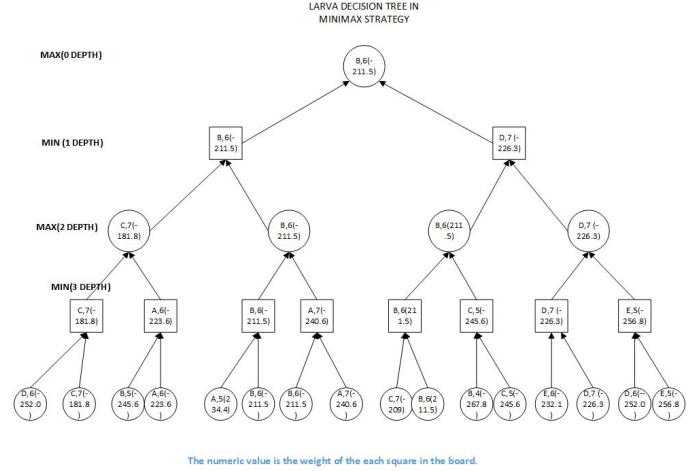 LARVA DECISION TREE IN
MINIMAX STRATEGY
MAX(0 DEPTH)
B,6(-
211.5)
MIN (1 DEPTH)
B,6(-
211.5)
D,7 (-
226.3)
MAX(2 DEPTH)
C,7(-
181.8)
B,6(-
211.5)
B,6(211
.5)
D,7 (-
226.3)
MIN(3 DEPTH)
C,7(-
181.8)
A,6(-
223.6)
B,6(-
211.5)
A,7(-
240.6)
B,6(21
1.5)
C,5(-
245.6)
D,7 (-
226.3)
E,5(-
256.8)
D,6(-
252.0
)
C,7(-
181.8
)
B,5(-
245.6
)
A,6(-
223.6
)
A,5(2
34.4)
B,6(-
211.5
)
B,6(-
211.5
)
A,7(-
240.6
)
C,7(-
209)
B,6(2
11.5)
B,4(-
267.8
)
C,5(-
245.6
)
E,6(-
232.1
)
D,7 (-
226.3
)
D,6(-
252.0
)
E,5(-
256.8
)
The numeric value is the weight of the each square in the board.